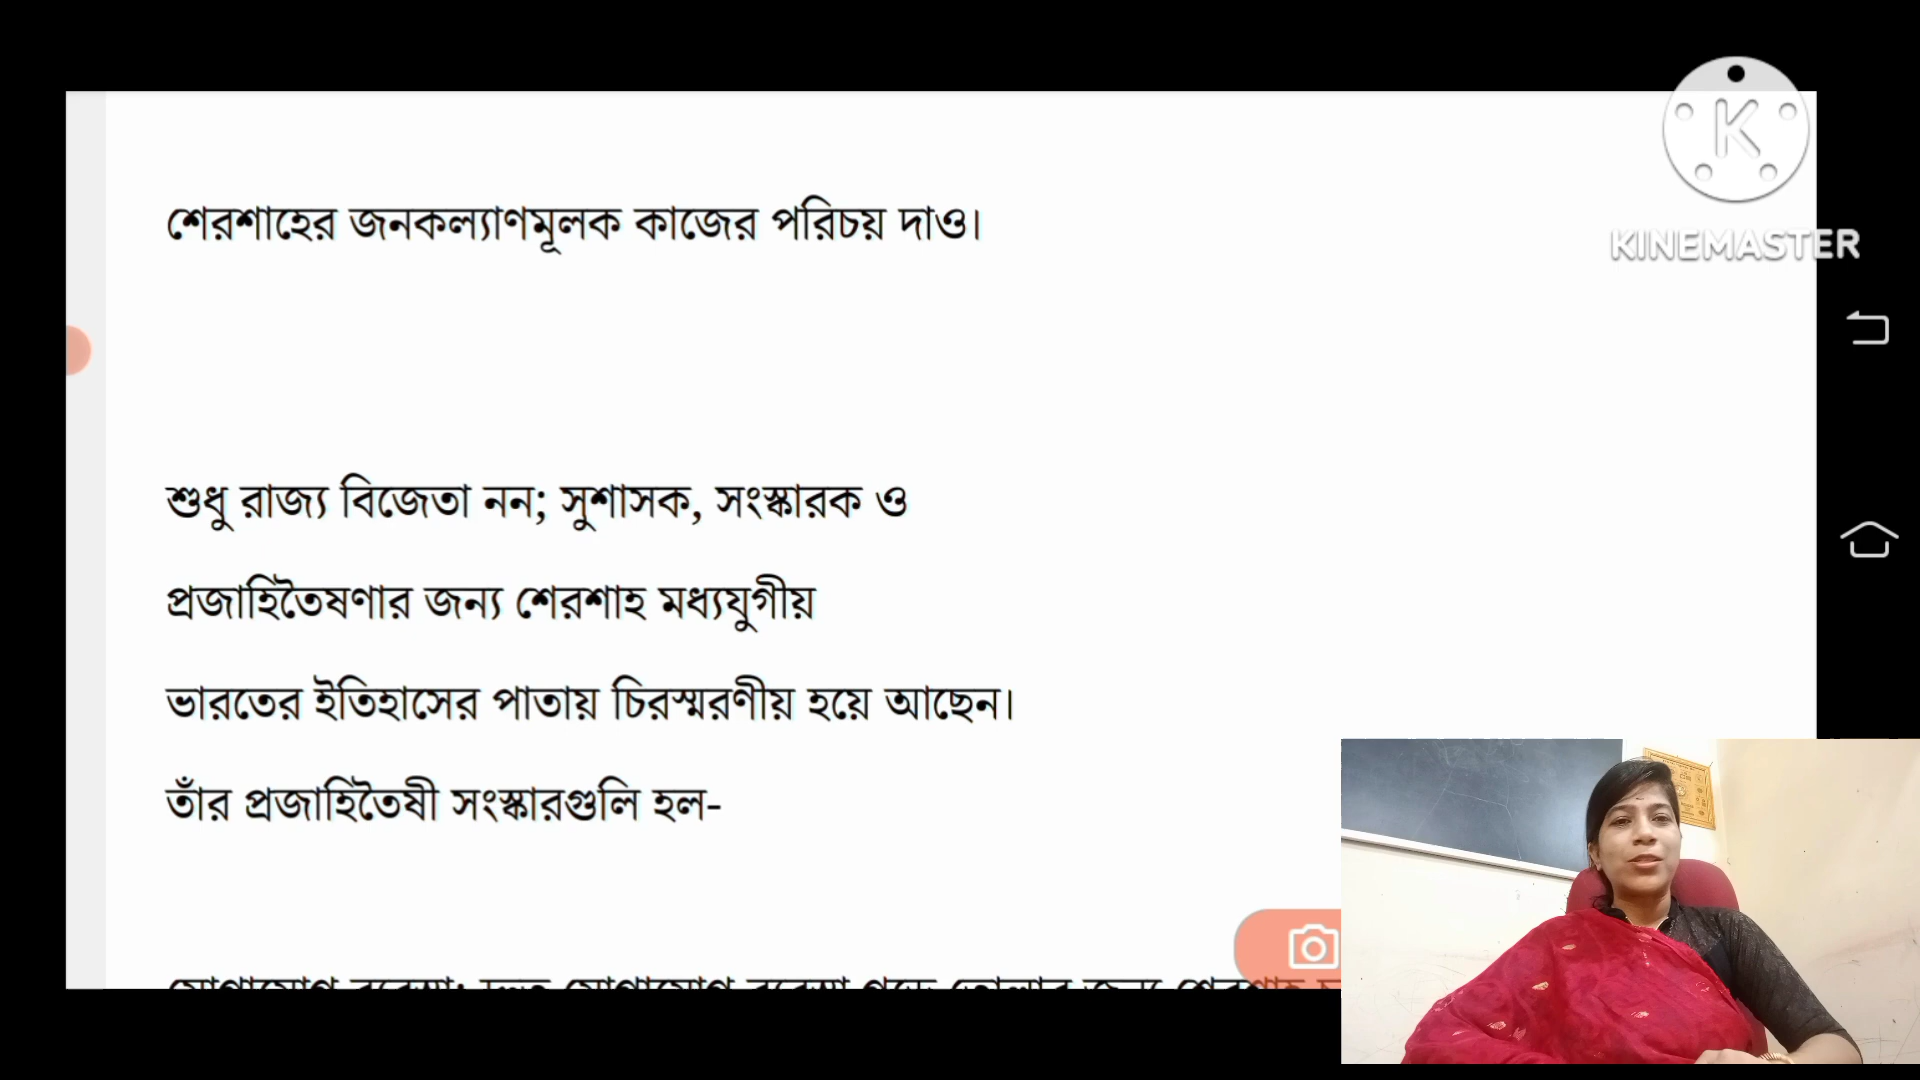 KINEMASTER
শেরশাহের জনকল্যাণমূলক কাজের পরিচয় দাও।
শুধু রাজ্য বিজেতা নন; সুশাসক, সংস্কারক ও
প্রজাহিতৈষণার জন্য শেরশাহ মধ্যযুগীয়
ভারতের ইতিহাসের পাতায় চিরস্মরণীয় হয়ে আছেন।
তাঁর প্রজাহিতৈষী সংস্কারগুলি হল-